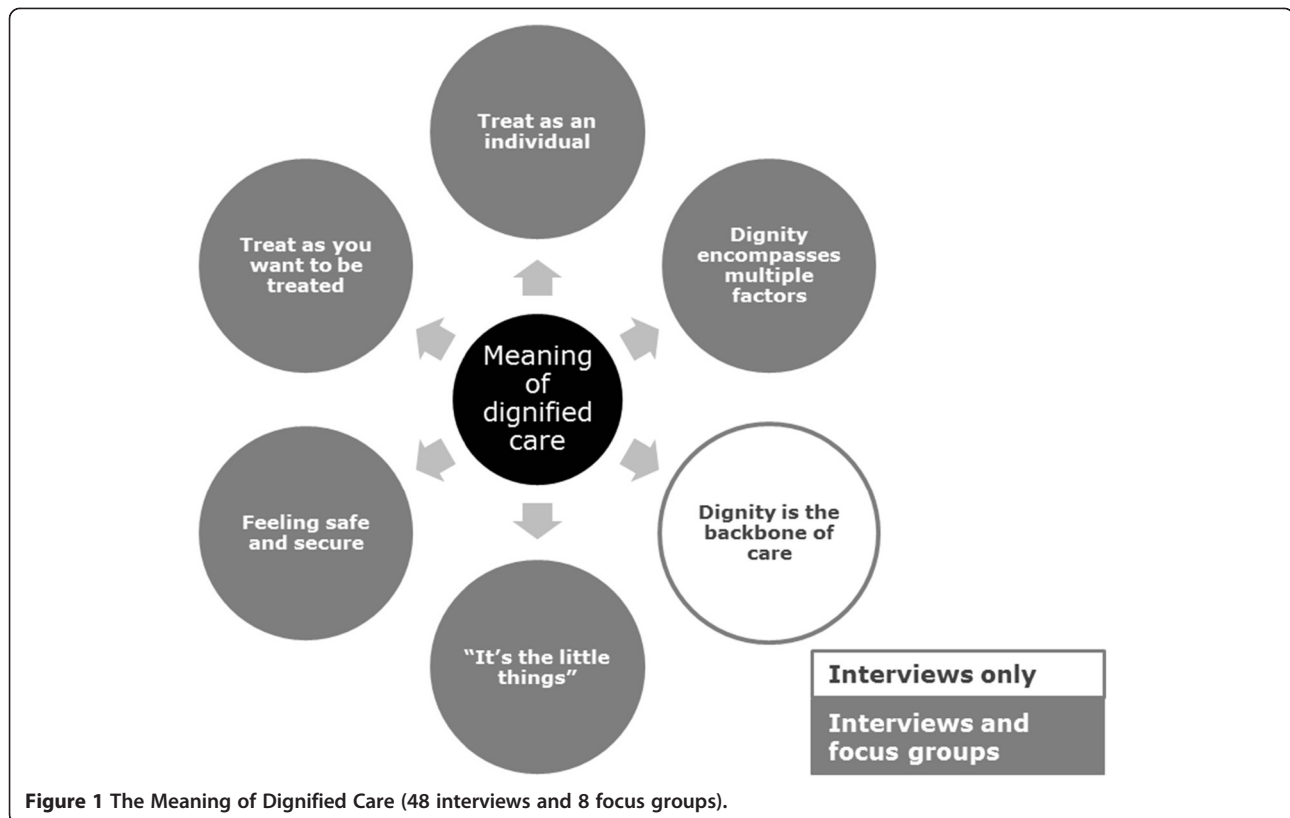 Treat as an
individual
Treat as you
want to be
treated
Dignity
encompasses
multiple
factors
Meaning
of
dignified
care
Feeling safe
and secure
Dignity is the
backbone of
care
“It’s the little
things”
Interviews only
Interviews and
focus groups
Figure 1 The Meaning of Dignified Care (48 interviews and 8 focus groups).